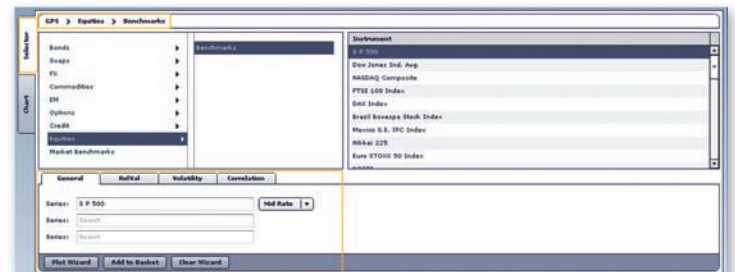 GPS > Equities > Benchmarks
Selector
Chart
Bonds
Swaps
FX
Commodities
EM
Options
Credit
Equities
Market Benchmarks
Benchmarks
Instrument
S P 500
Dow Jones Ind. Avg.
NASDAQ Composite
FTSE 100 Index
DAX Index
Brazil Bovespa Stock Index
Mexico S.E. IPC Index
Nikkei 225
Euro STOXX 50 Index
General RelVal Volatility Correlation
Series: S P 500 Mid Rate
Series: Search
Series: Search
Plot Wizard Add to Basket Clear Wizard